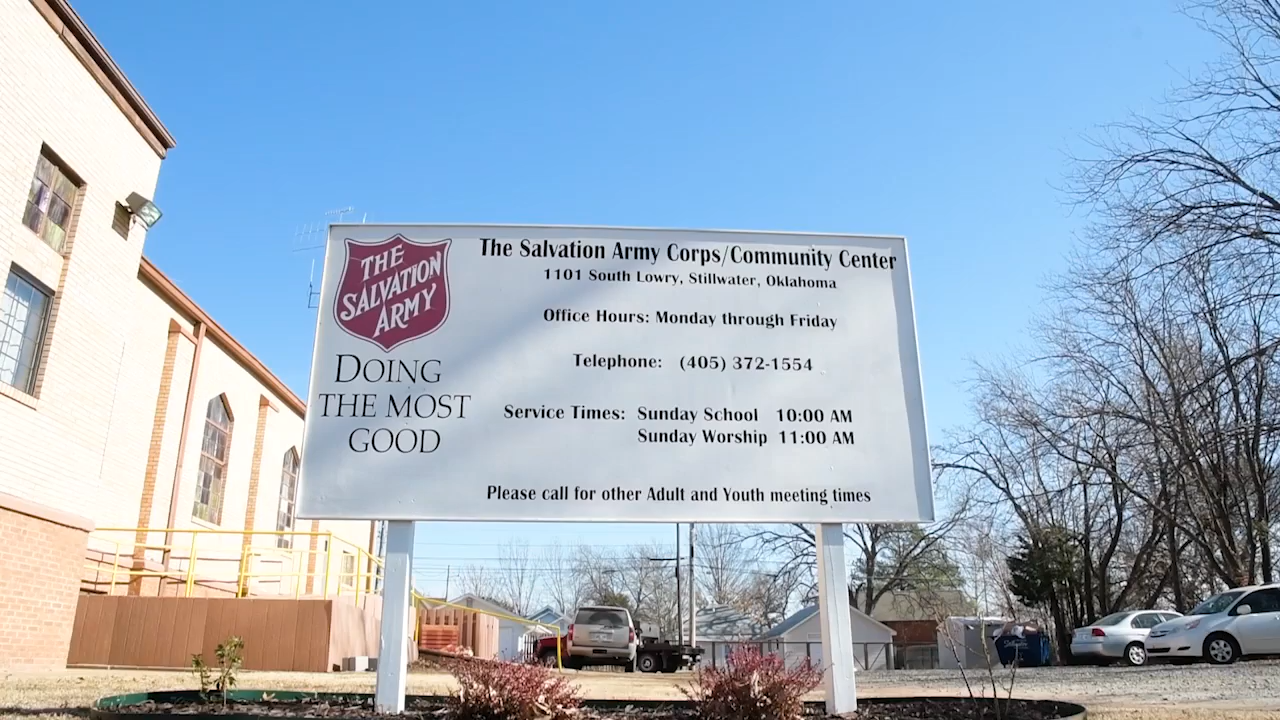 THE
SALVATION
ARMY
DOING
THE MOST
GOOD
The Salvation Army Corps/Community Center
1101 South Lowry, Stillwater, Oklahoma
Office Hours: Monday through Friday
Telephone: (405) 372-1554
Service Times: Sunday School 10:00 AM
Sunday Worship 11:00 AM
Please call for other Adult and Youth meeting times